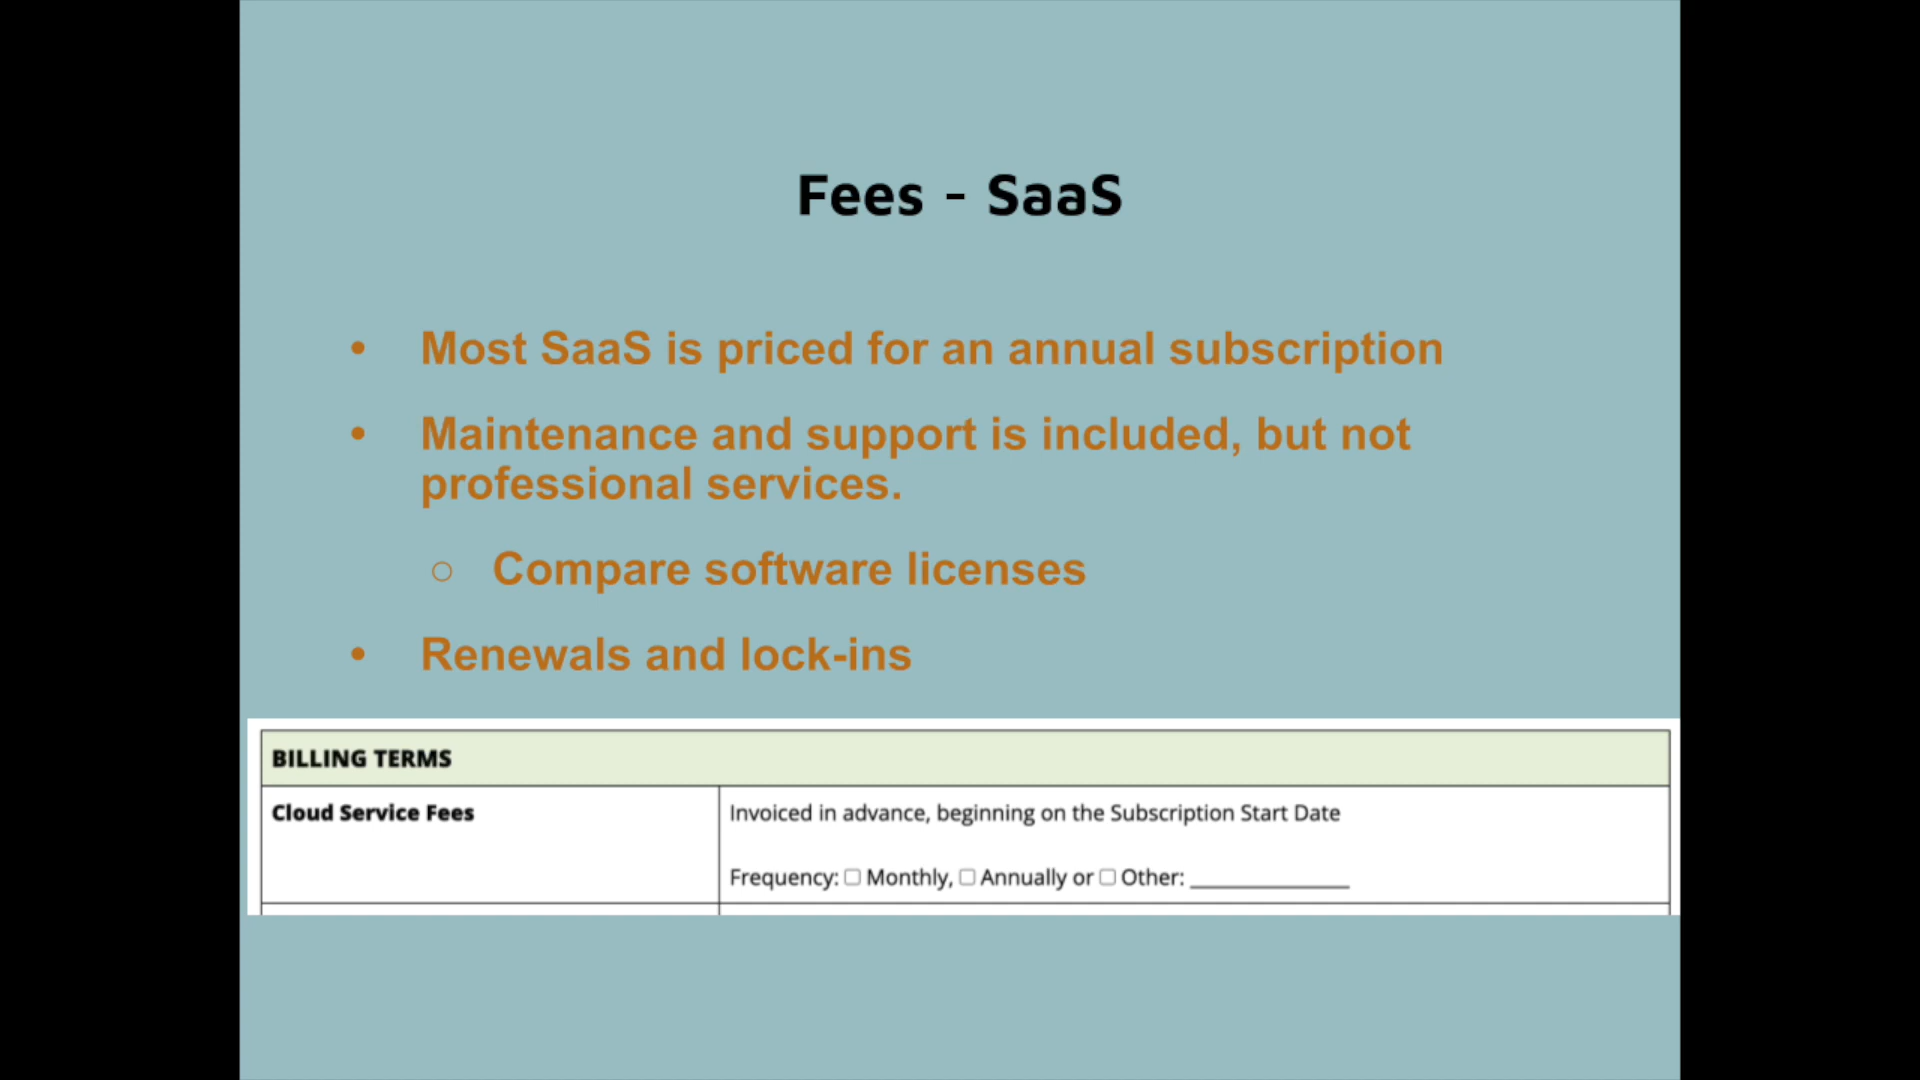 Fees - SaaS
• Most SaaS is priced for an annual subscription
• Maintenance and support is included, but not
professional services.
○ Compare software licenses
• Renewals and lock-ins
BILLING TERMS
Cloud Service Fees
Invoiced in advance, beginning on the Subscription Start Date
Frequency: ☐ Monthly, ☐ Annually or ☐ Other: ______________